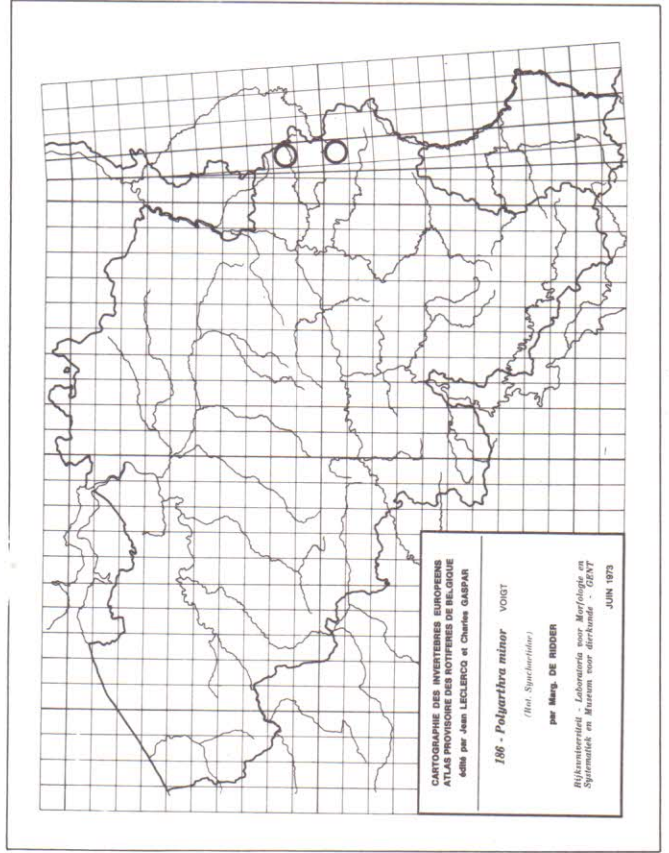 CARTOGRAPHIE DES INVERTEBRES EUROPEENS
ATLAS PROVISOIRE DES ROTIFERES DE BELGIQUE
édité par Jean LECLERCQ et Charles GASPAR
186 - Polyarthra minor VOIGT
(Rot. Synchaetidae)
par Marg. DE RIDDER
Rijksuniversiteit - Laboratoria voor Morfologie en
Systematiek en Museum voor dierkunde - GENT
JUIN 1973